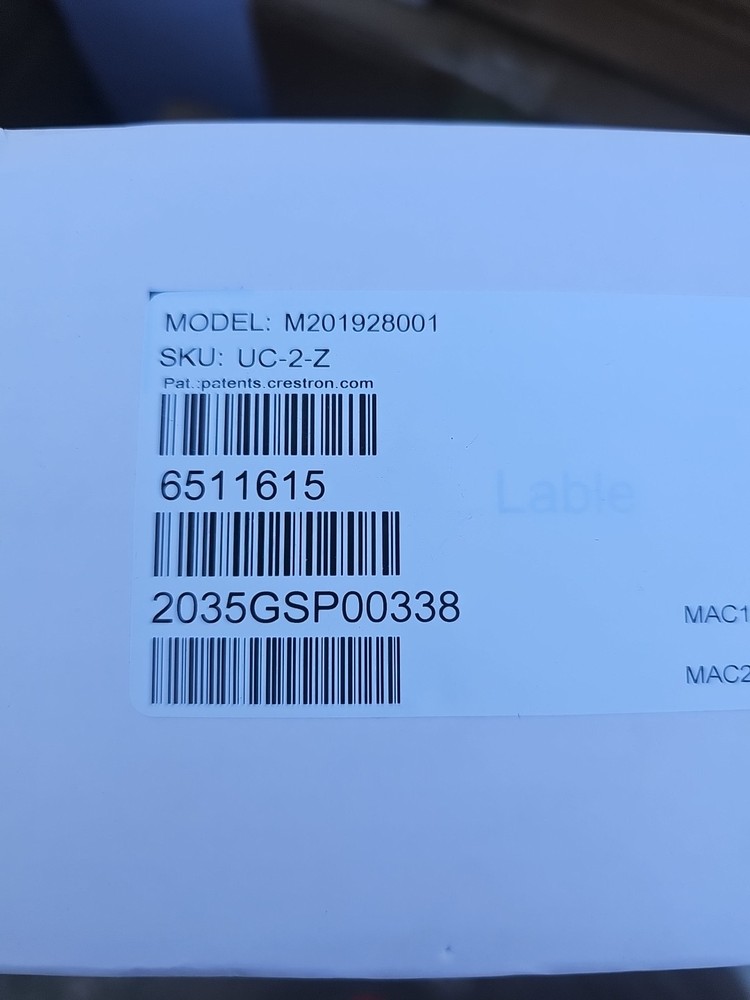 MODEL: M201928001
SKU: UC-2-Z
Pat.:patents.crestron.com
6511615
Lable
2035GSP00338
MAC1
MAC2